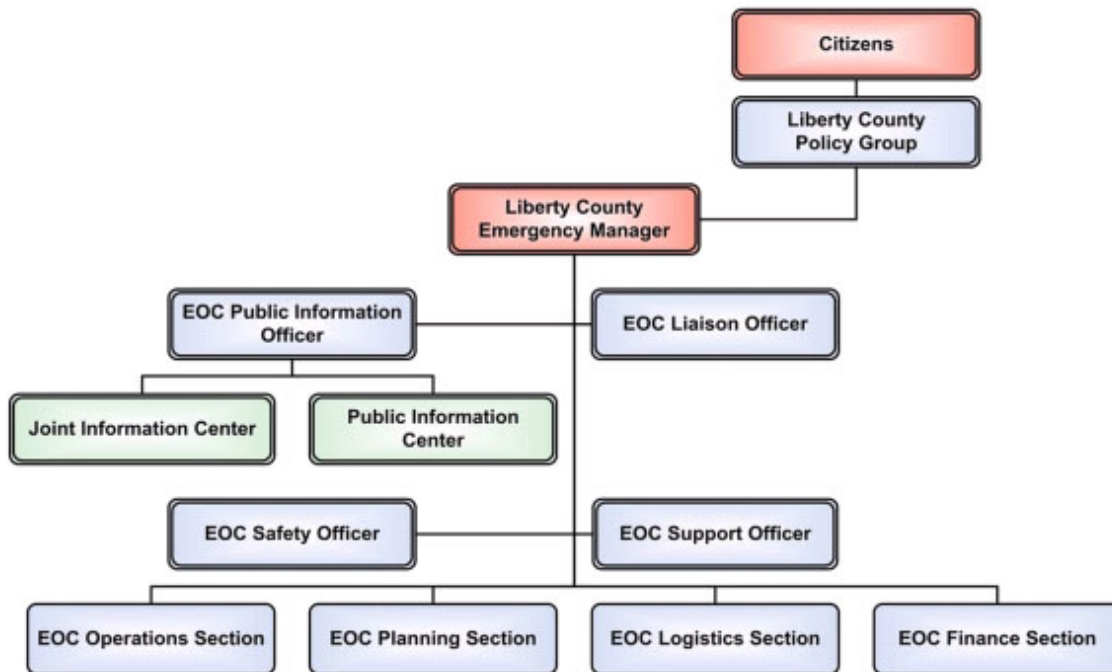 Citizens
Liberty County
Policy Group
Liberty County
Emergency Manager
EOC Public Information
Officer
EOC Liaison Officer
Joint Information Center
Public Information
Center
EOC Safety Officer
EOC Support Officer
EOC Operations Section
EOC Planning Section
EOC Logistics Section
EOC Finance Section